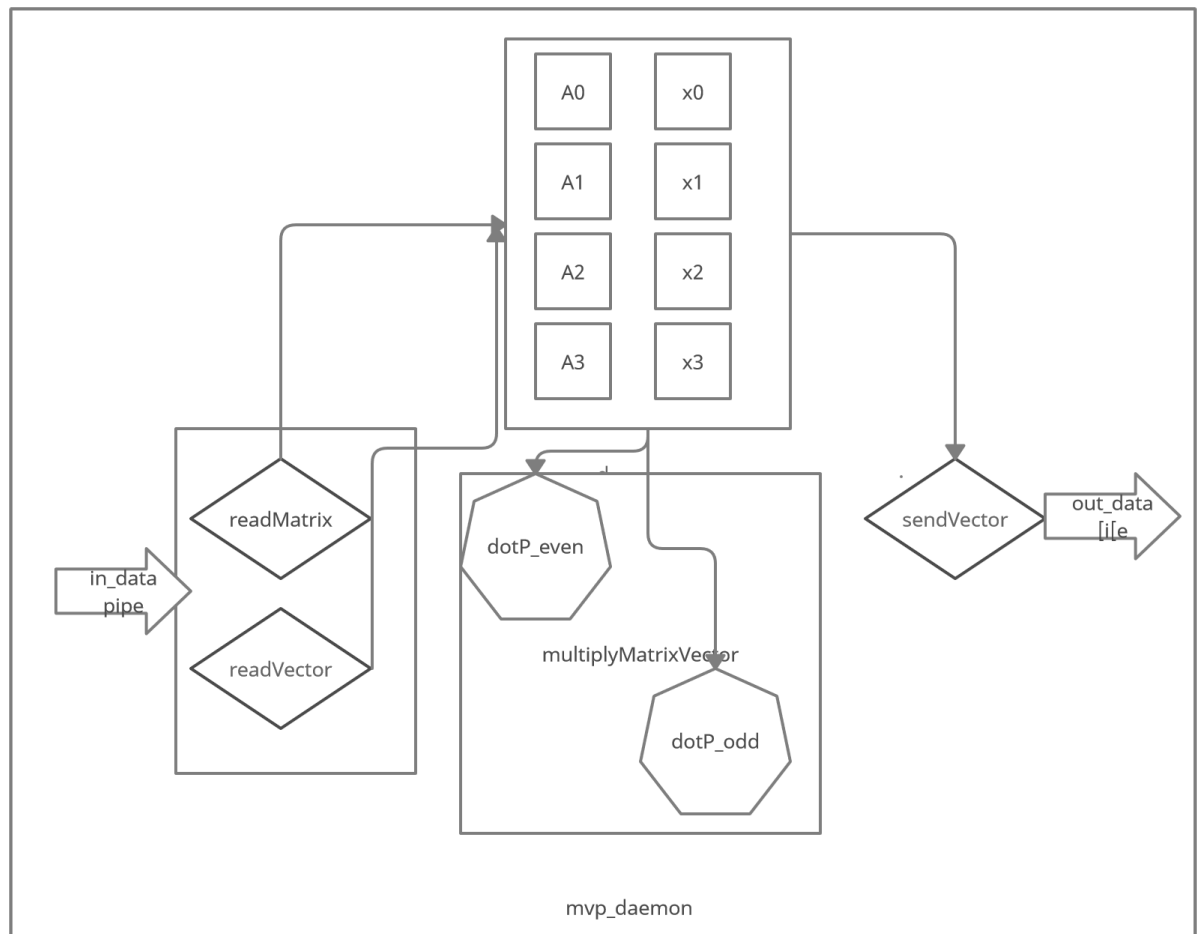 A0
x0
A1
x1
A2
x2
A3
x3
readMatrix
in_data
pipe
readVector
dotP_even
multiplyMatrixVector
dotP_odd
sendVector
out_data
[i[e
mvp_daemon